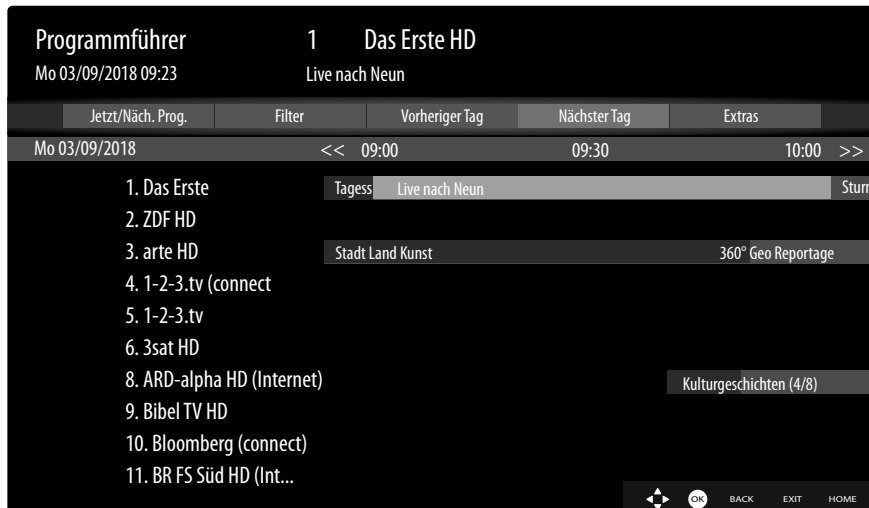 Programmführer 1 Das Erste HD
Mo 03/09/2018 09:23 Live nach Neun
Jetzt/Näch. Prog. Filter Vorheriger Tag Nächster Tag Extras
Mo 03/09/2018 << 09:00 09:30 10:00 >>
1. Das Erste Tagess Live nach Neun Sturm
2. ZDF HD
3. arte HD Stadt Land Kunst 360° Geo Reportage
4. 1-2-3.tv (connect
5. 1-2-3.tv
6. 3sat HD
8. ARD-alpha HD (Internet) Kulturgeschichten (4/8)
9. Bibel TV HD
10. Bloomberg (connect)
11. BR FS Süd HD (Int...
OK BACK EXIT HOME